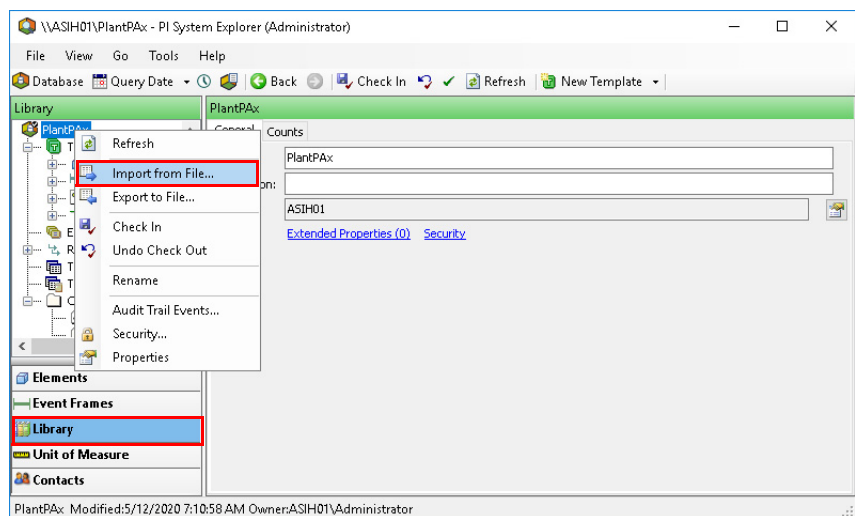 \\ASIH01\PlantPAx - PI System Explorer (Administrator)
File View Go Tools Help
Database Query Date Back Check In Refresh New Template
Library
PlantPAx
PlantPAx
General Counts
PlantPAx
on:
ASIH01
Extended Properties (0) Security
Refresh
Import from File...
Export to File...
Check In
Undo Check Out
Rename
Audit Trail Events...
Security...
Properties
T
E
R
T
T
C
Elements
Event Frames
Library
Unit of Measure
Contacts
PlantPAx Modified:5/12/2020 7:10:58 AM Owner:ASIH01\Administrator